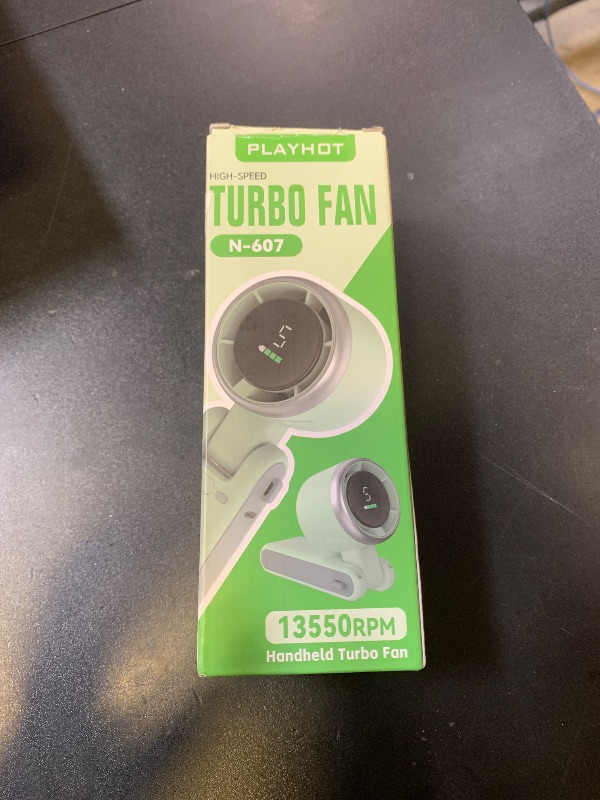 PLAYHOT
HIGH-SPEED
TURBO FAN
N-607
5
5
13550RPM
Handheld Turbo Fan